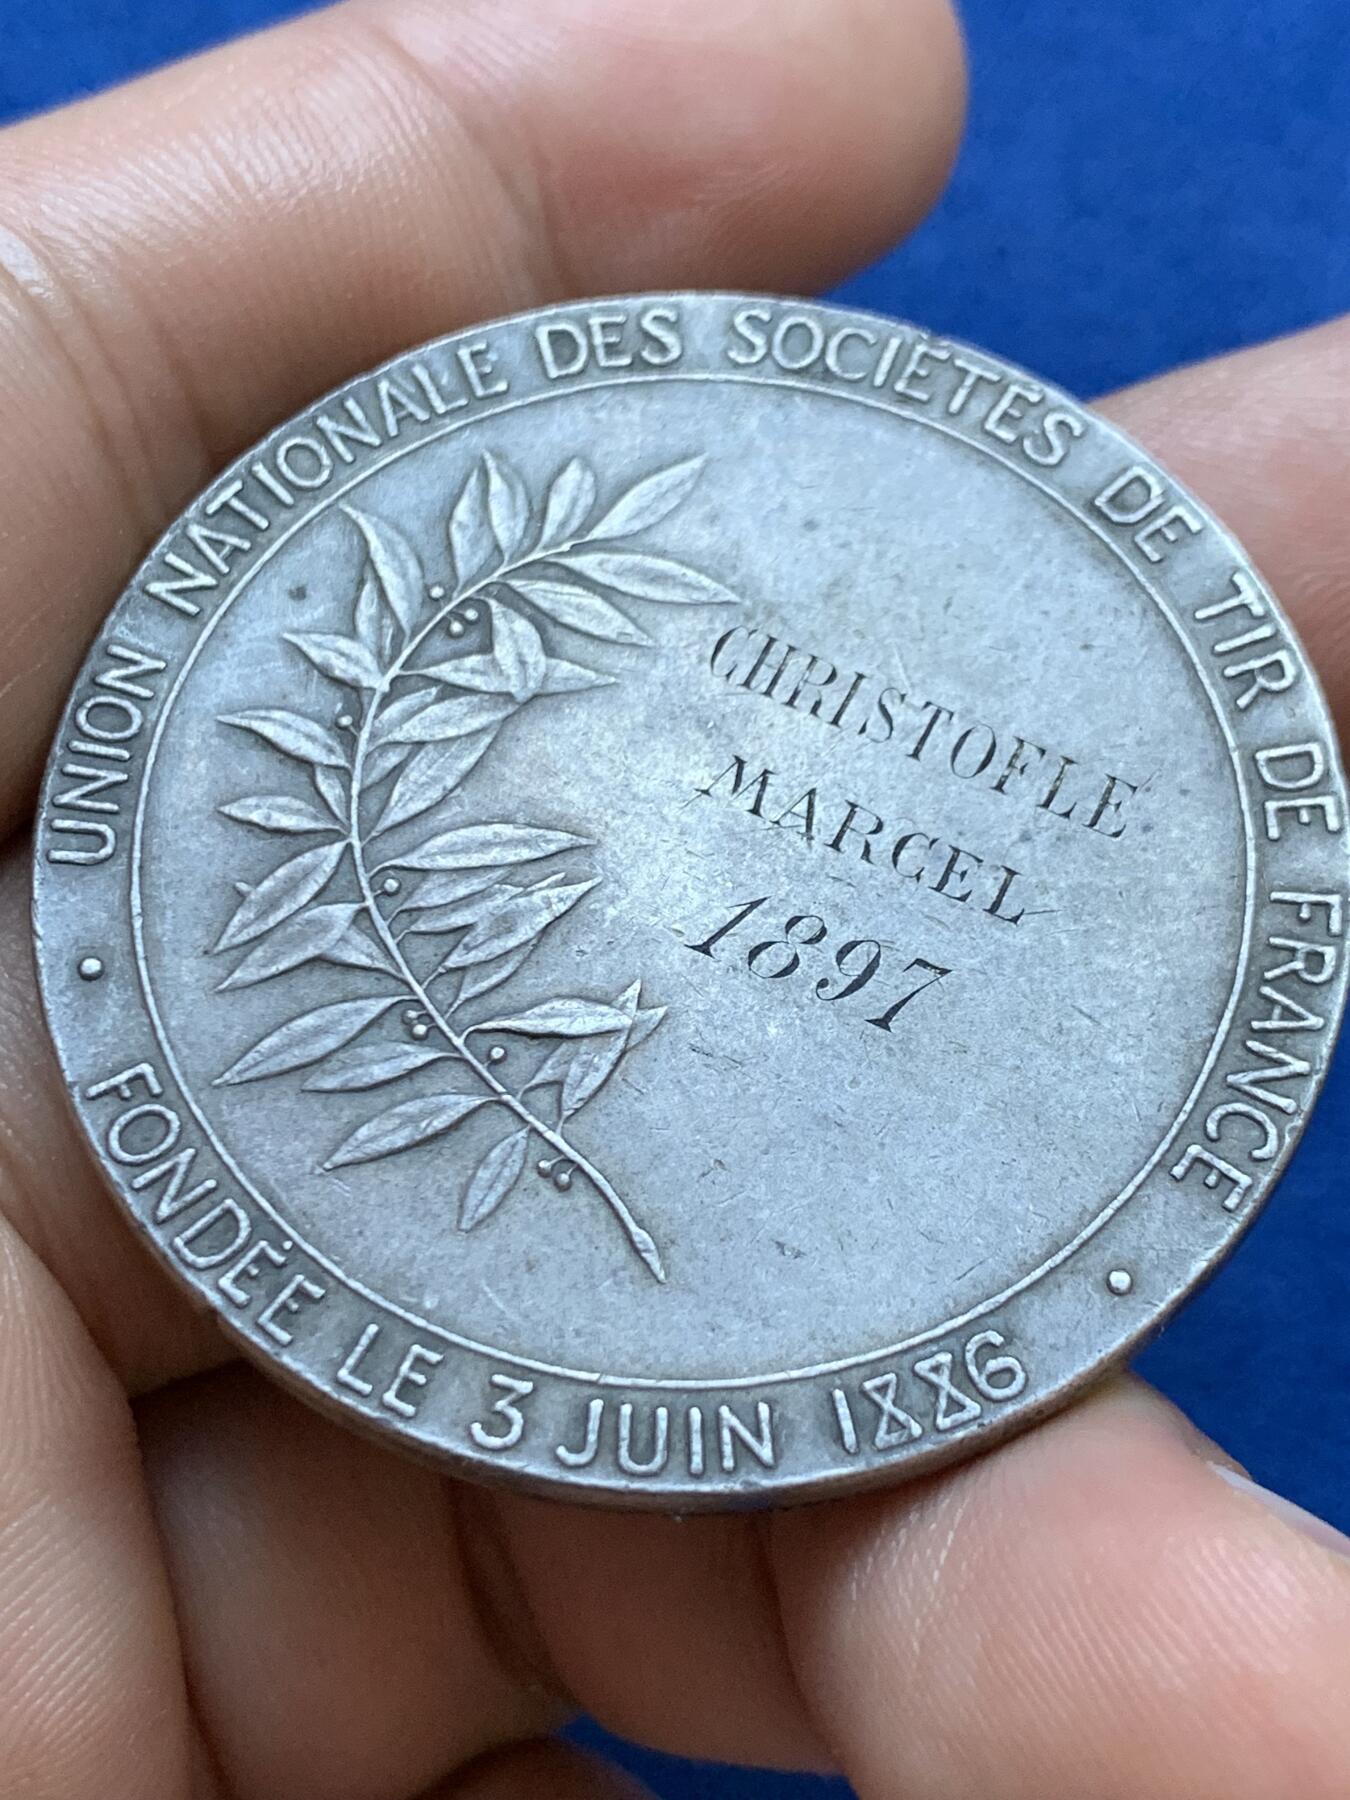 UNION NATIONALE DES SOCIÉTÉS DE TIR DE FRANCE
CHRISTOFLE
MARCEL
1897
FONDÉE LE 3 JUIN 1886